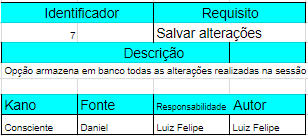 Identificador Requisito
7 Salvar alterações
Descrição
Opção armazena em banco todas as alterações realizadas na sessão
Kano Fonte Responsabilidade Autor
Consciente Daniel Luiz Felipe Luiz Felipe